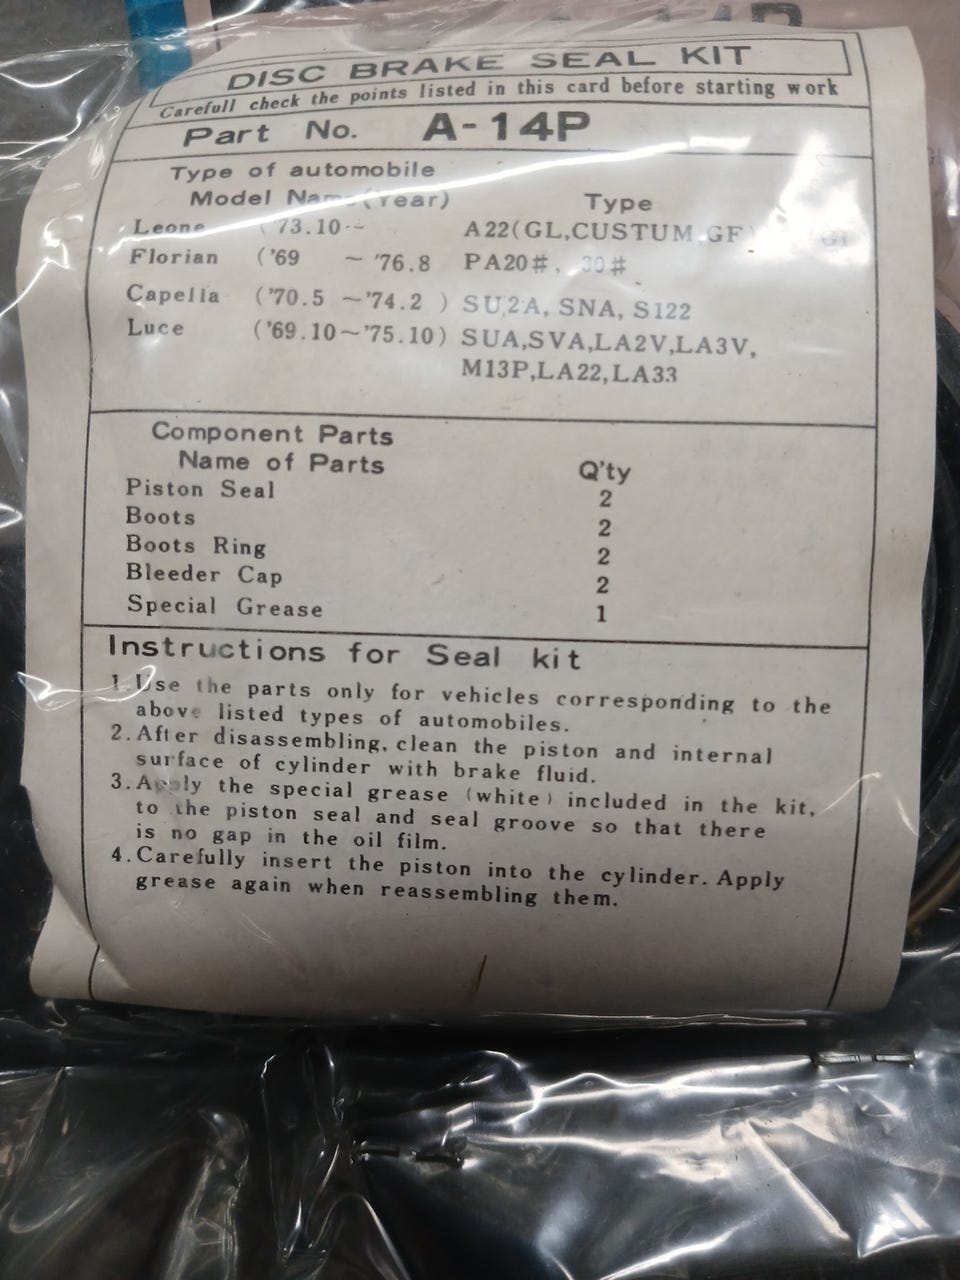 DISC BRAKE SEAL KIT
Carefull check the points listed in this card before starting work
Part No. A-14P
Type of automobile
Model Name (Year) Type
Leone '73.10 ~ A22(GL,CUSTUM,GF)
Florian ('69 ~ '76.8 PA20#, 30#
Capella ('70.5 ~ '74.2 ) SU2A, SNA, S122
Luce ('69.10 ~ '75.10) SUA,SVA,LA2V,LA3V,
M13P,LA22,LA33
Component Parts
Name of Parts Q'ty
Piston Seal 2
Boots 2
Boots Ring 2
Bleeder Cap 2
Special Grease 1
Instructions for Seal kit
1. Use the parts only for vehicles corresponding to the
above listed types of automobiles.
2. After disassembling, clean the piston and internal
surface of cylinder with brake fluid.
3. Apply the special grease (white) included in the kit,
to the piston seal and seal groove so that there
is no gap in the oil film.
4. Carefully insert the piston into the cylinder. Apply
grease again when reassembling them.